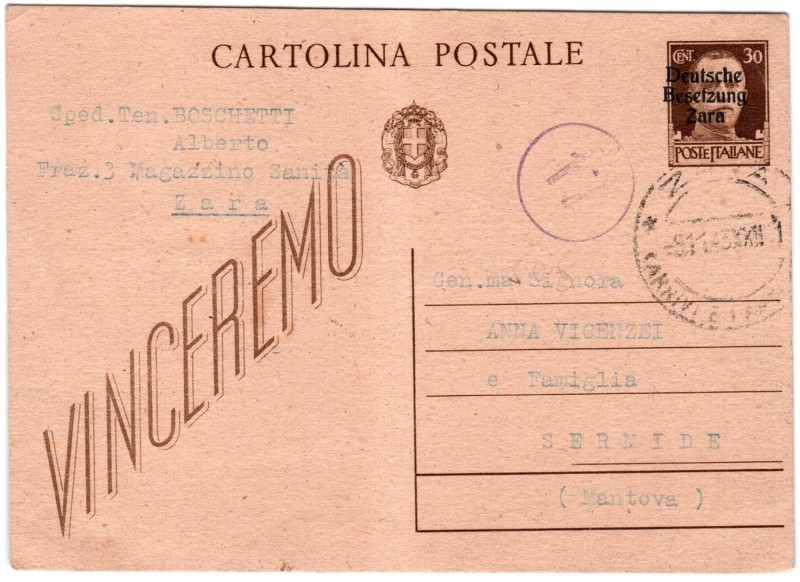 CARTOLINA POSTALE
CENT. 30
Deutsche
Besetzung
Zara
POSTE ITALIANE
Sped.Ten.BOSCHETTI
Alberto
Fraz.3 Magazzino Sanità
Zara
VINCEREMO
Gen.ma Signora
ANNA VICENZEI
e Famiglia
SERMIDE
( Mantova )